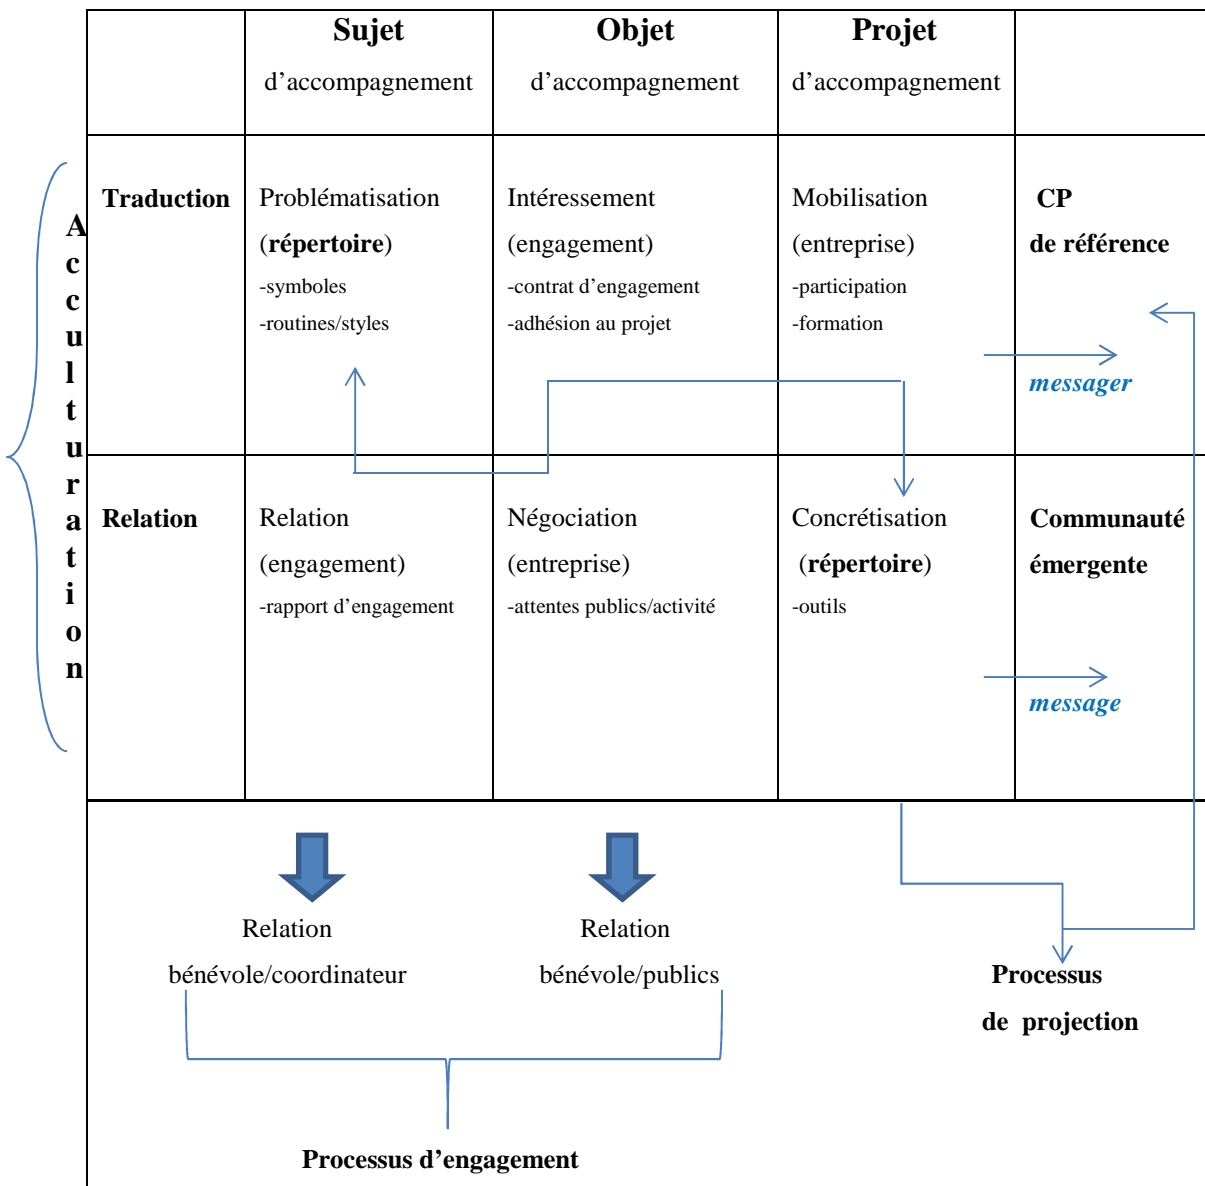 Sujet
d’accompagnement
Objet
d’accompagnement
Projet
d’accompagnement
Acculturation
Traduction
Problématisation
(répertoire)
-symboles
-routines/styles
Intéressement
(engagement)
-contrat d’engagement
-adhésion au projet
Mobilisation
(entreprise)
-participation
-formation
CP
de référence
messager
Relation
Relation
(engagement)
-rapport d’engagement
Négociation
(entreprise)
-attentes publics/activité
Concrétisation
(répertoire)
-outils
Communauté
émergente
message
Relation
bénévole/coordinateur
Relation
bénévole/publics
Processus
de projection
Processus d’engagement